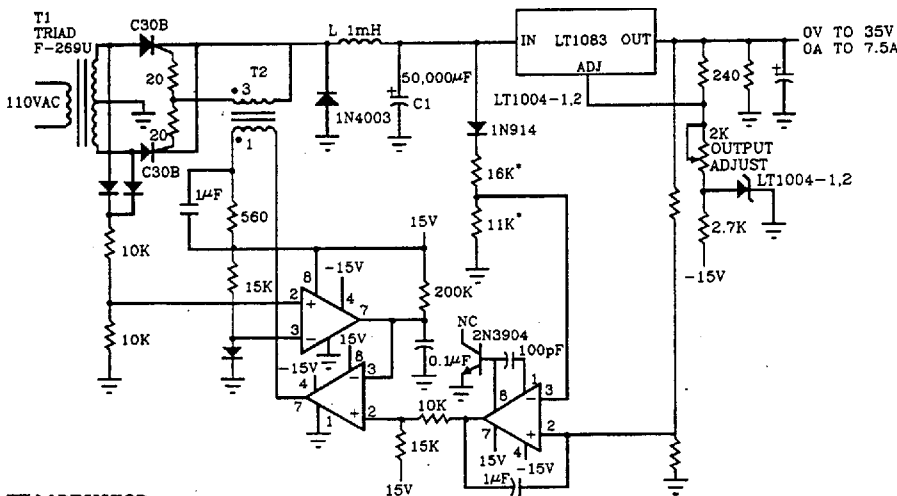 T1
TRIAD
F-269U
C30B
L 1mH
IN LT1083 OUT
ADJ
0V TO 35V
0A TO 7.5A
20
T2
3
50,000µF
+
C1
240
+
110VAC
1N4003
LT1004-1,2
20
1
1N914
2K
OUTPUT
ADJUST
C30B
16K*
LT1004-1,2
1µF
560
15V
11K*
2.7K
10K
-15V
-15V
15K
8
4
200K
2
+
7
NC
2N3904
3
-
100pF
10K
15V
8
0.1µF
-15V
4
-
3
8
1
-
3
7
1
+
2
10K
7
+
2
15V
4
-15V
15K
1µF
15V